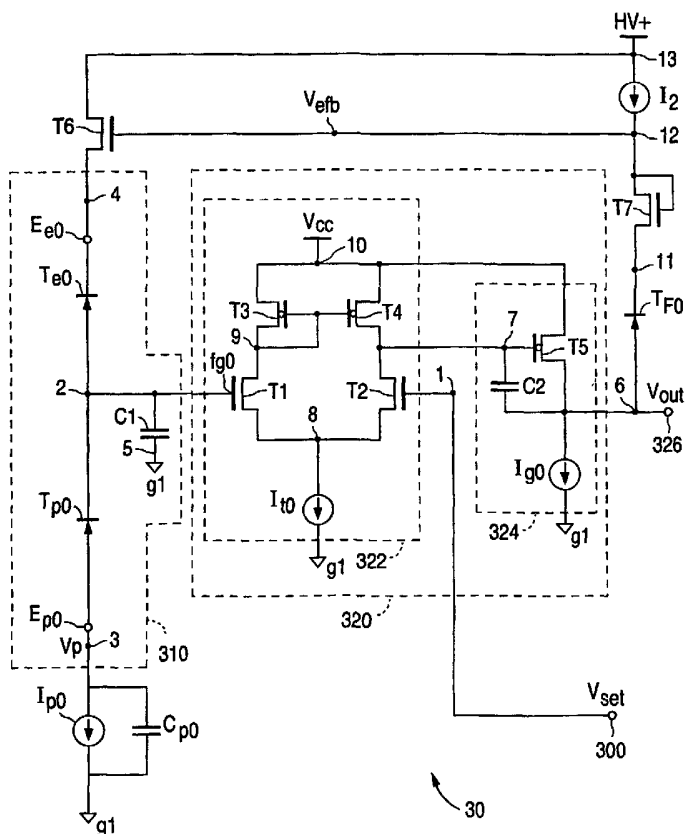 HV+
13
I2
Vefb
12
T6
4
T7
Ee0
Vcc
10
11
Te0
T3
T4
7
TF0
9
T5
fg0
1
C2
6
Vout
2
T1
T2
326
C1
8
5
g1
It0
Ig0
Tp0
g1
322
324
g1
Ep0
320
Vp
3
310
Ip0
Cp0
Vset
300
30
g1